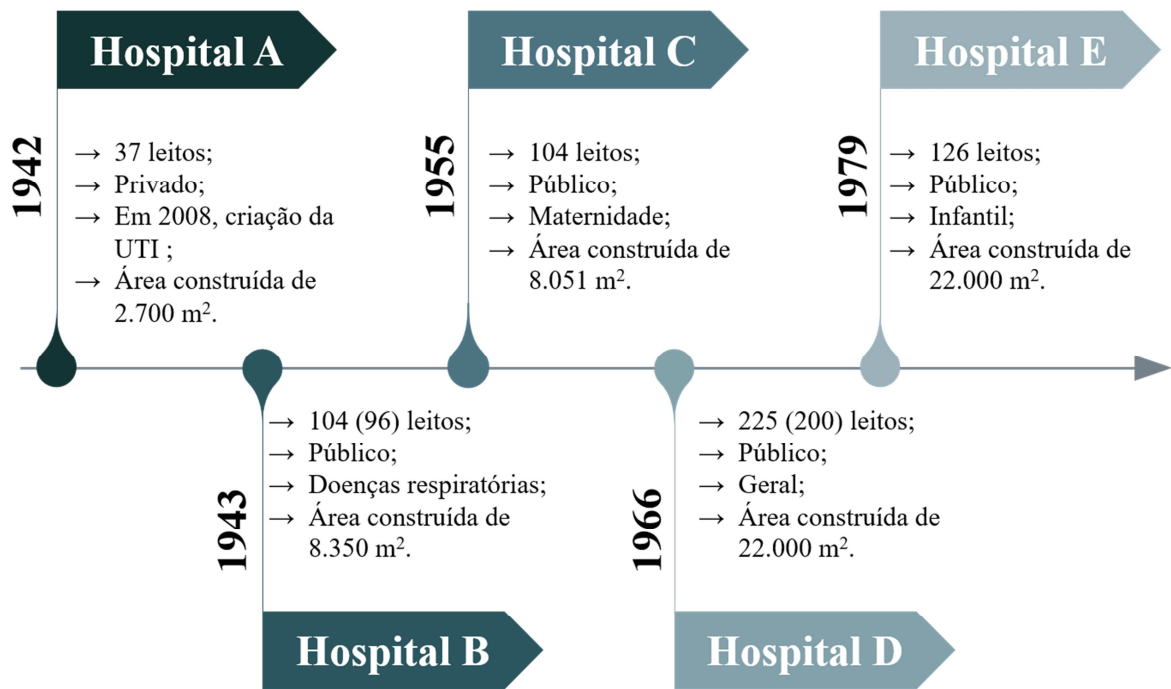 Hospital A
1942
→ 37 leitos;
→ Privado;
→ Em 2008, criação da
UTI ;
→ Área construída de
2.700 m².
Hospital C
1955
→ 104 leitos;
→ Público;
→ Maternidade;
→ Área construída de
8.051 m².
Hospital E
1979
→ 126 leitos;
→ Público;
→ Infantil;
→ Área construída de
22.000 m².
1943
→ 104 (96) leitos;
→ Público;
→ Doenças respiratórias;
→ Área construída de
8.350 m².
Hospital B
1966
→ 225 (200) leitos;
→ Público;
→ Geral;
→ Área construída de
22.000 m².
Hospital D